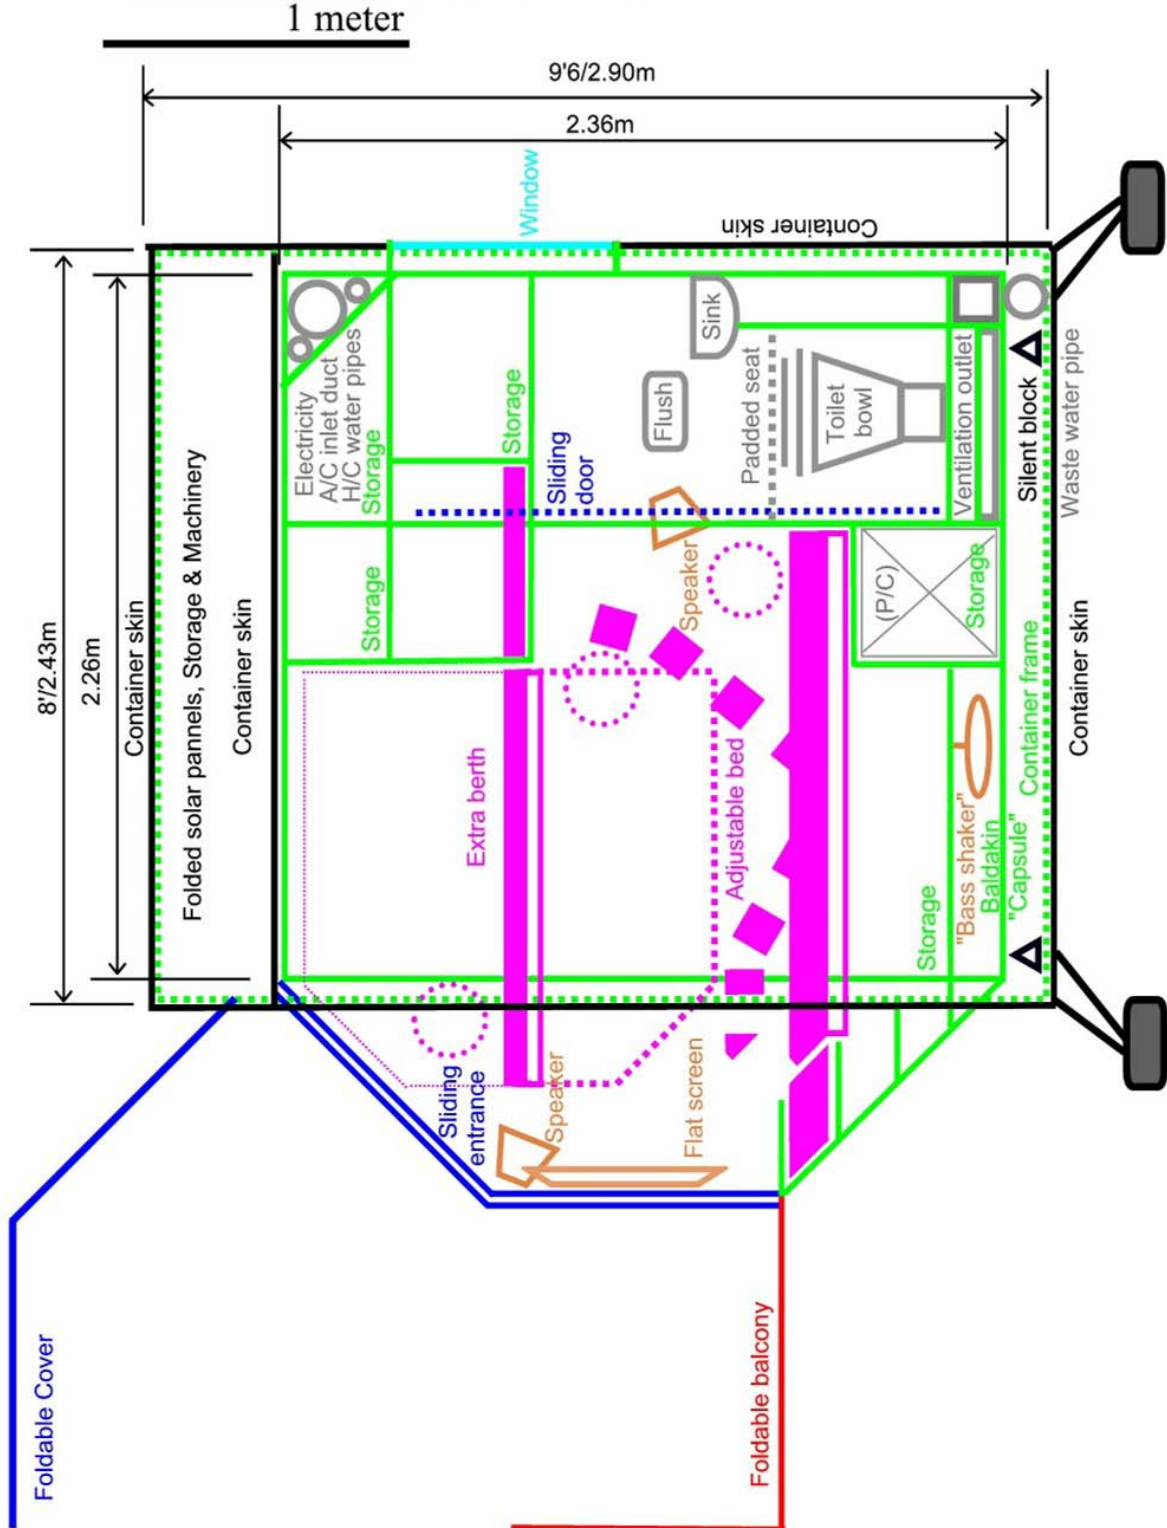 1 meter
9'6/2.90m
2.36m
Window
Container skin
8'/2.43m
2.26m
Container skin
Folded solar pannels, Storage & Machinery
Container skin
Electricity
A/C inlet duct
H/C water pipes
Storage
Storage
Storage
Sliding
door
Sink
Flush
Padded seat
Toilet
bowl
Ventilation outlet
Silent block
Waste water pipe
Speaker
(P/C)
Storage
Extra berth
Adjustable bed
Storage
"Bass shaker"
Baldakin
"Capsule"
Container frame
Container skin
Sliding
entrance
Speaker
Flat screen
Foldable Cover
Foldable balcony